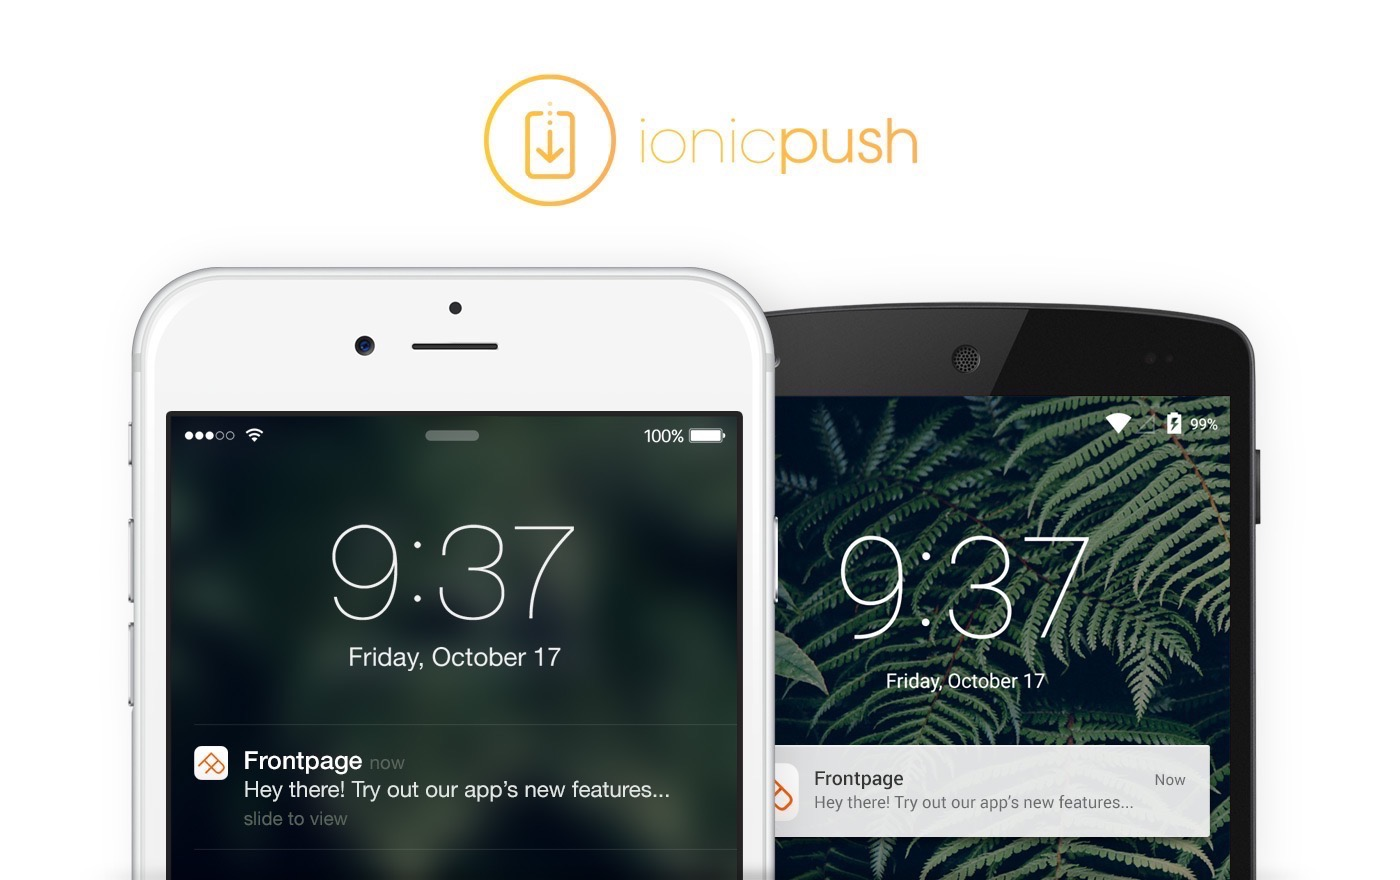 ionicpush
100%
9:37
Friday, October 17
Frontpage now
Hey there! Try out our app's new features...
slide to view
99%
9:37
Friday, October 17
Frontpage Now
Hey there! Try out our app's new features...